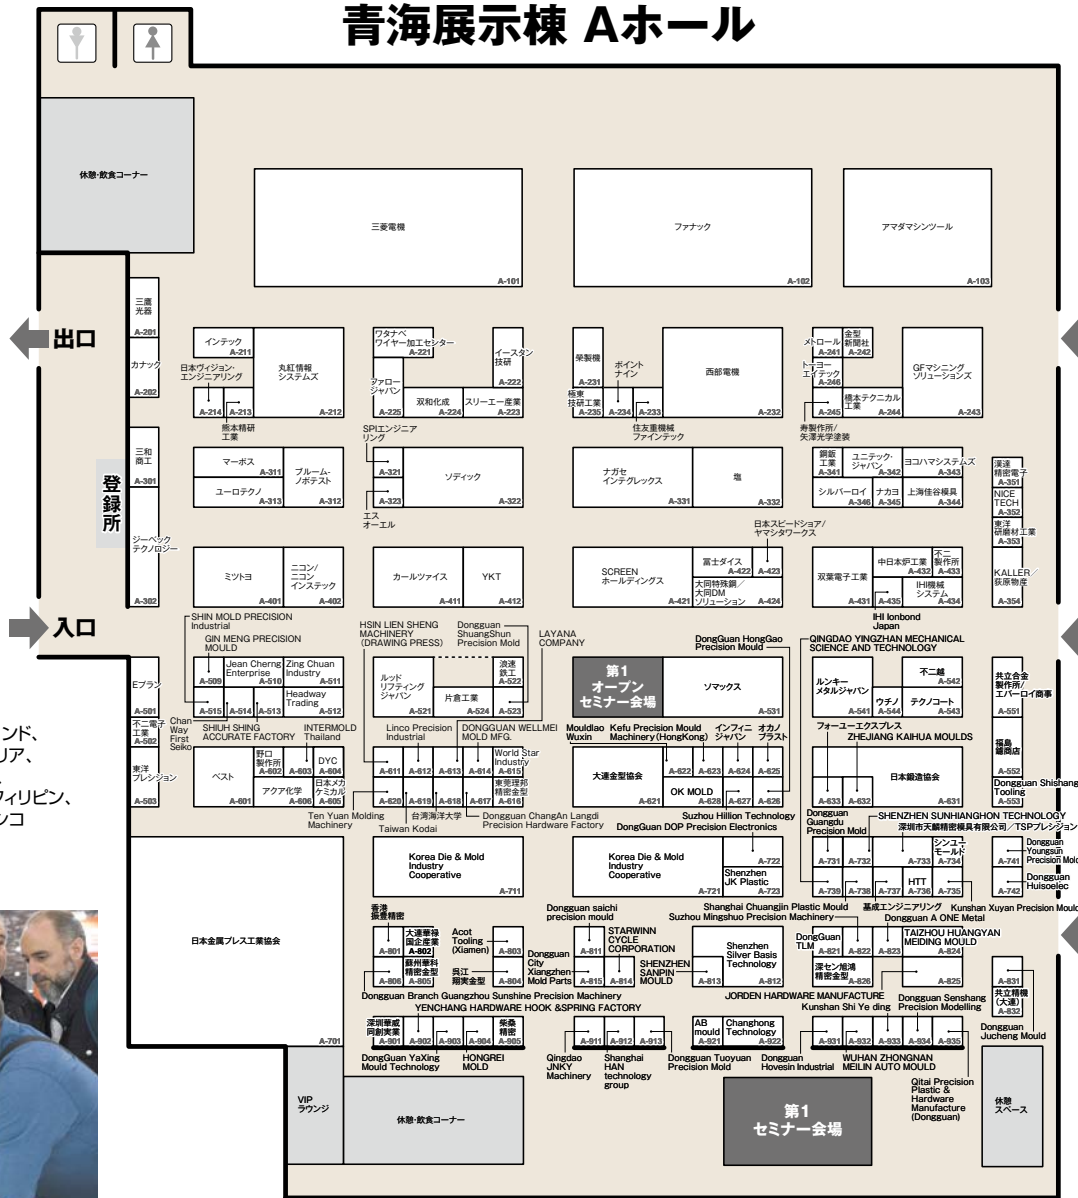 青海展示棟 Aホール
休憩・飲食コーナー
三菱電機
A-101
ファナック
A-102
アマダマシンツール
A-103
出口
三鷹
光器
A-201
カナック
A-202
インテック
A-211
日本ヴィジョン・
エンジニアリング
A-214
A-213
熊本精研
工業
丸紅情報
システムズ
A-212
ワタナベ
ワイヤー加工センター
A-221
イースタン
技研
A-222
ファロー
ジャパン
A-225
双和化成
A-224
スリーエー産業
A-223
榮製機
A-231
ポイント
ナイン
極東
技研工業
A-235
A-234
A-233
住友重機械
ファインテック
西部電機
A-232
メトロール
A-241
金型
新聞社
A-242
トーヨー
エイテック
A-246
A-245
橋本テクニカル
工業
A-244
寿製作所/
矢澤光学塗装
GFマシニング
ソリューションズ
A-243
登録所
三和
商工
A-301
ジーベック
テクノロジー
A-302
マーポス
A-311
ユーロテクノ
A-313
ブルーム-
ノボテスト
A-312
SPIエンジニア
リング
A-321
A-323
エス
オーエル
ソディック
A-322
ナガセ
インテグレックス
A-331
塩
A-332
鋼鈑
工業
A-341
ユニテック・
ジャパン
A-342
ヨコハマシステムズ
A-343
シルバーロイ
A-346
ナカヨ
A-345
上海佳谷模具
A-344
漢達
精密電子
A-351
NICE
TECH
A-352
東洋
研磨材工業
A-353
KALLER／
荻原物産
A-354
ミツトヨ
A-401
ニコン/
ニコン
インステック
A-402
カールツァイス
A-411
YKT
A-412
SCREEN
ホールディングス
A-421
富士ダイス
A-422
A-423
日本スピードショア/
ヤマシタワークス
大同特殊鋼／
大同DM
ソリューション
A-424
双葉電子工業
A-431
中日本炉工業
A-432
不二
製作所
A-433
A-435
IHI機械
システム
A-434
IHI Ionbond
Japan
入口
SHIN MOLD PRECISION
Industrial
GIN MENG PRECISION
MOULD
A-509
Jean Cherng
Enterprise
A-510
Zing Chuan
Industry
A-511
A-515
A-514
A-513
Headway
Trading
A-512
Chan
Way
First
Seiko
SHIUH SHING
ACCURATE FACTORY
INTERMOLD
Thailand
Eプラン
A-501
不二電子
工業
A-502
東洋
プレシジョン
A-503
HSIN LIEN SHENG
MACHINERY
(DRAWING PRESS)
Dongguan
ShuangShun
Precision Mold
LAYANA
COMPANY
ルッド
リフティング
ジャパン
A-521
片倉工業
A-524
浪速
鉄工
A-522
A-523
Linco Precision
Industrial
DONGGUAN WELLMEI
MOLD MFG.
第1
オープン
セミナー会場
ソマックス
A-531
DongGuan HongGao
Precision Mould
QINGDAO YINGZHAN MECHANICAL
SCIENCE AND TECHNOLOGY
ルンキー
メタルジャパン
A-541
不二越
A-542
ウチノ
A-544
テクノコート
A-543
共立合金
製作所/
エバーロイ商事
A-551
福島
鑢商店
A-552
Dongguan Shishang
Tooling
A-553
ベスト
A-601
野口
製作所
A-602
A-603
DYC
A-604
アクア化学
A-606
日本メカ
ケミカル
A-605
A-611
A-612
A-613
A-614
World Star
Industry
A-615
A-620
A-619
A-618
A-617
東莞理邦
精密金型
A-616
Ten Yuan Molding
Machinery
台湾海洋大学
Taiwan Kodai
Dongguan ChangAn Langdi
Precision Hardware Factory
Mouldlao
Wuxin
Kefu Precision Mould
Machinery (HongKong)
インフィニ
ジャパン
オカノ
ブラスト
大連金型協会
A-621
A-622
A-623
A-624
A-625
OK MOLD
A-628
A-627
A-626
Suzhou Hillion Technology
DongGuan DOP Precision Electronics
フォーユーエクスプレス
ZHEJIANG KAIHUA MOULDS
A-633
A-632
日本鍛造協会
A-631
Dongguan
Guangdu
Precision Mold
SHENZHEN SUNHIANGHON TECHNOLOGY
深圳市天麟精密模具有限公司／TSPプレシジョン
日本金属プレス工業協会
A-701
Korea Die & Mold
Industry
Cooperative
A-711
Korea Die & Mold
Industry
Cooperative
A-721
A-722
Shenzhen
JK Plastic
A-723
A-731
A-732
A-733
シンユー
モールド
A-734
A-739
A-738
A-737
HTT
A-736
A-735
A-741
Dongguan
Youngsun
Precision Mold
A-742
Dongguan
Huisoelec
Shanghai Chuangjin Plastic Mould
基成エンジニアリング
Kunshan Xuyan Precision Mould
Suzhou Mingshuo Precision Machinery
Dongguan A ONE Metal
香港
振豊精密
A-801
大連華禄
国企産業
A-802
Acot
Tooling
(Xiamen)
A-803
A-806
蘇州華科
精密金型
A-805
呉江
翔実金型
A-804
Dongguan saichi
precision mould
Dongguan
City
Xiangzhen
Mold Parts
A-811
STARWINN
CYCLE
CORPORATION
A-815
A-814
SHENZHEN
SANPIN
MOULD
A-813
Shenzhen
Silver Basis
Technology
A-812
DongGuan
TLM
A-821
A-822
A-823
TAIZHOU HUANGYAN
MEIDING MOULD
A-824
深セン旭鴻
精密金型
A-826
A-825
A-831
共立精機
(大連)
A-832
Dongguan Branch Guangzhou Sunshine Precision Machinery
YENCHANG HARDWARE HOOK &SPRING FACTORY
JORDEN HARDWARE MANUFACTURE
Kunshan Shi Ye ding
Dongguan Senshang
Precision Modelling
Dongguan
Jucheng Mould
深圳華威
同創実業
A-901
A-902
A-903
A-904
柴桑
精密
A-905
DongGuan YaXing
Mould Technology
HONGREI
MOLD
A-911
A-912
A-913
Qingdao
JNKY
Machinery
Shanghai
HAN
technology
group
Dongguan Tuoyuan
Precision Mold
AB
mould
A-921
Changhong
Technology
A-922
A-931
A-932
A-933
A-934
A-935
Dongguan
Hovesin Industrial
WUHAN ZHONGNAN
MEILIN AUTO MOULD
Qitai Precision
Plastic &
Hardware
Manufacture
(Dongguan)
VIP
ラウンジ
休憩・飲食コーナー
第1
セミナー会場
休憩
スペース
ンド、
リア、
フィリピン、
ンコ